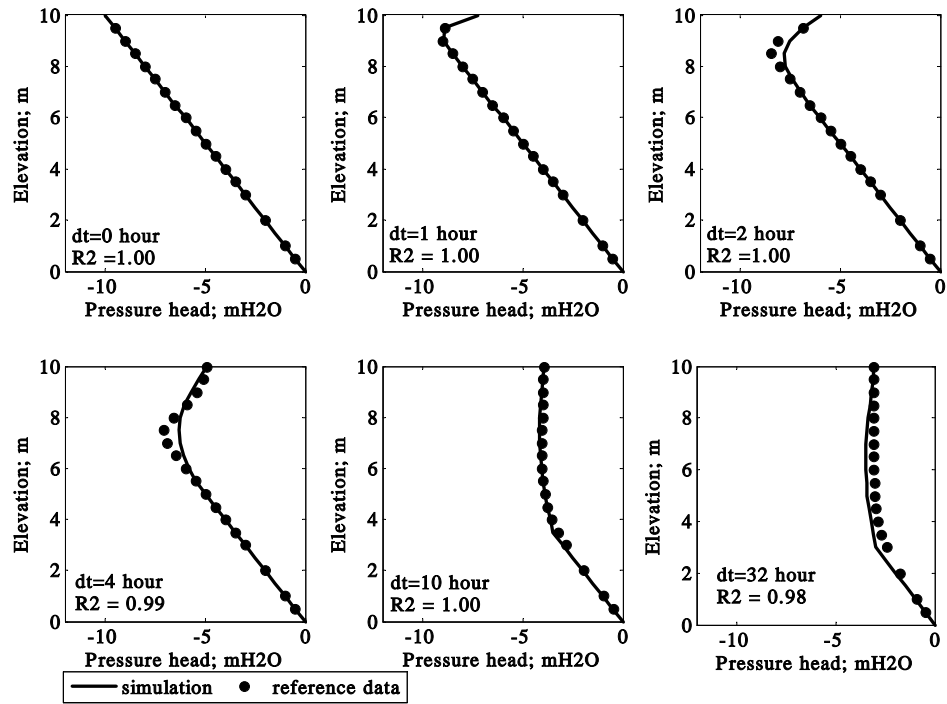 10
8
6
4
2
0
Elevation; m
dt=0 hour
R2 =1.00
-10 -5 0
Pressure head; mH2O
10
8
6
4
2
0
Elevation; m
dt=1 hour
R2 = 1.00
-10 -5 0
Pressure head; mH2O
10
8
6
4
2
0
Elevation; m
dt=2 hour
R2 =1.00
-10 -5 0
Pressure head; mH2O
10
8
6
4
2
0
Elevation; m
dt=4 hour
R2 = 0.99
-10 -5 0
Pressure head; mH2O
10
8
6
4
2
0
Elevation; m
dt=10 hour
R2 = 1.00
-10 -5 0
Pressure head; mH2O
10
8
6
4
2
0
Elevation; m
dt=32 hour
R2 = 0.98
-10 -5 0
Pressure head; mH2O
simulation reference data